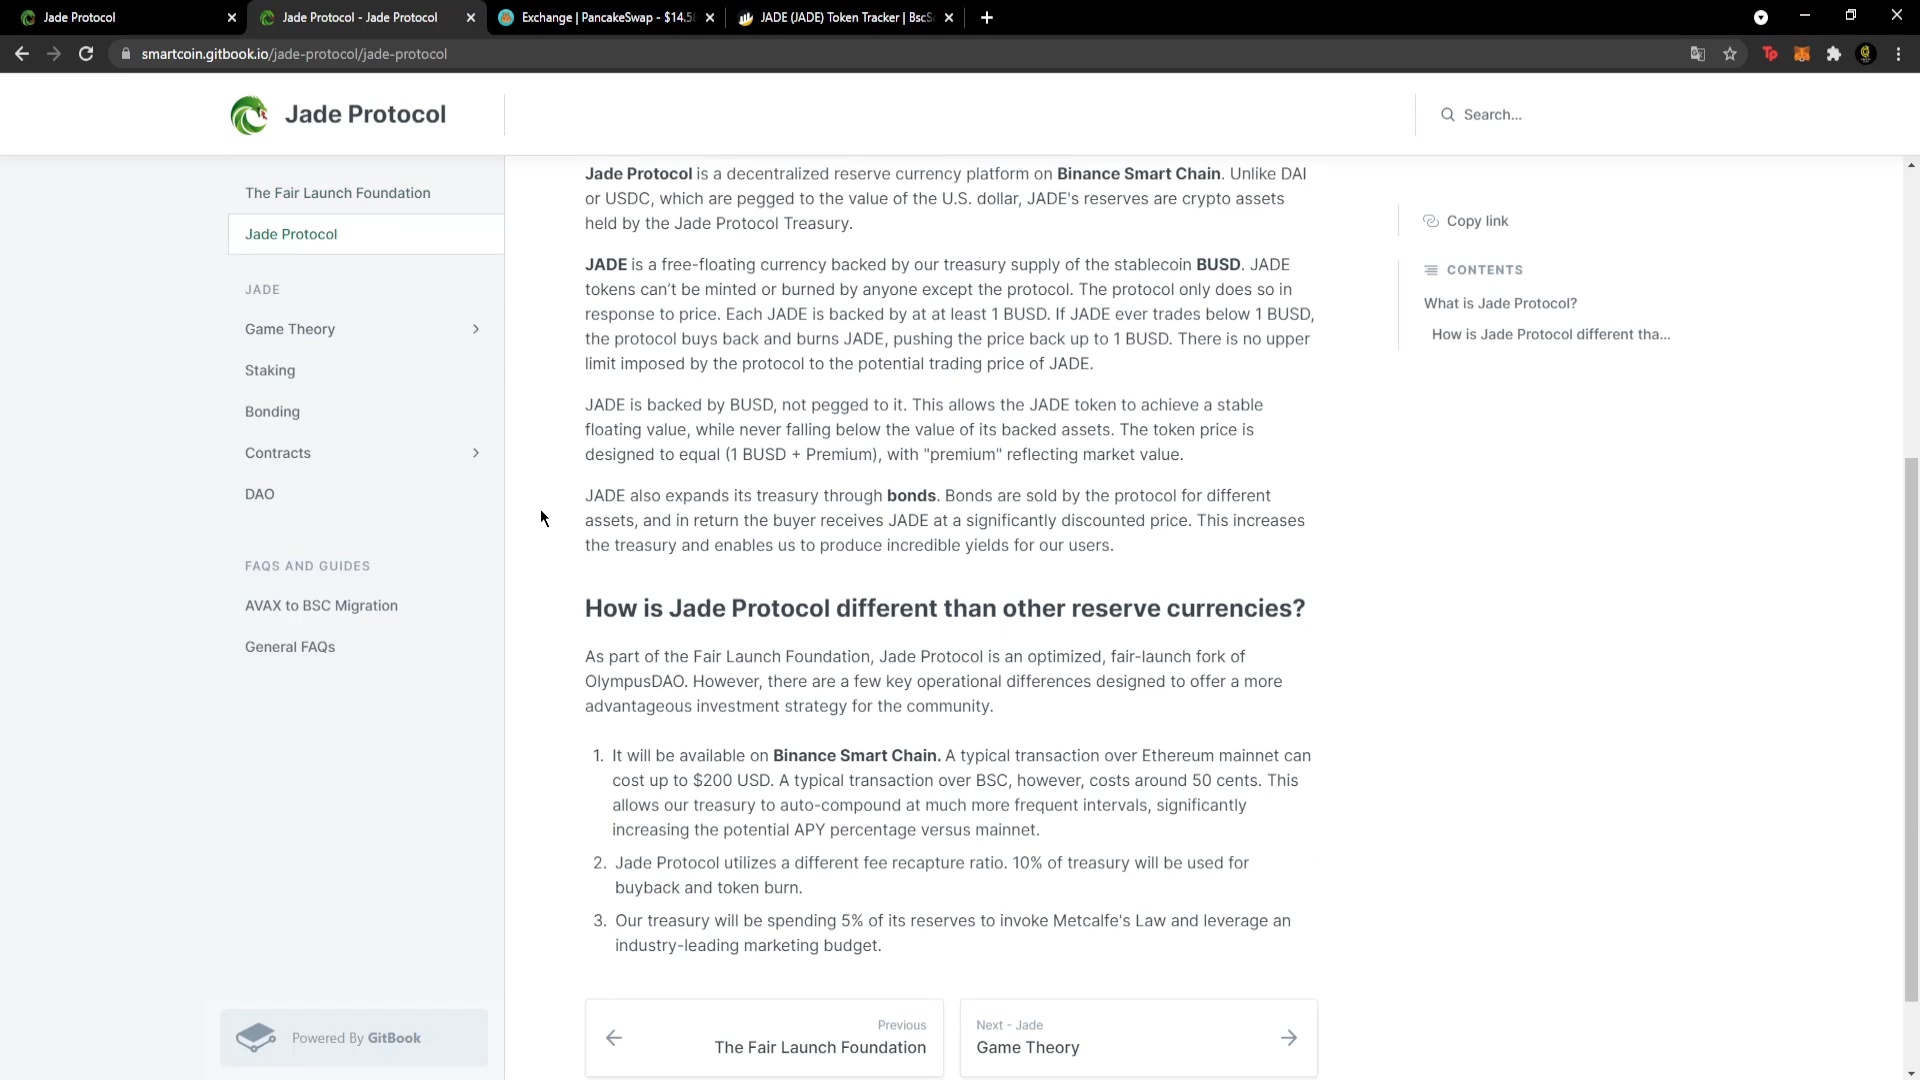 Jade Protocol
Jade Protocol - Jade Protocol
Exchange | PancakeSwap - $14.5
JADE (JADE) Token Tracker | BscS
smartcoin.gitbook.io/jade-protocol/jade-protocol
Jade Protocol
Search...
The Fair Launch Foundation
Jade Protocol
JADE
Game Theory
Staking
Bonding
Contracts
DAO
FAQS AND GUIDES
AVAX to BSC Migration
General FAQs
Powered By GitBook
Jade Protocol is a decentralized reserve currency platform on Binance Smart Chain. Unlike DAI
or USDC, which are pegged to the value of the U.S. dollar, JADE's reserves are crypto assets
held by the Jade Protocol Treasury.
JADE is a free-floating currency backed by our treasury supply of the stablecoin BUSD. JADE
tokens can't be minted or burned by anyone except the protocol. The protocol only does so in
response to price. Each JADE is backed by at at least 1 BUSD. If JADE ever trades below 1 BUSD,
the protocol buys back and burns JADE, pushing the price back up to 1 BUSD. There is no upper
limit imposed by the protocol to the potential trading price of JADE.
JADE is backed by BUSD, not pegged to it. This allows the JADE token to achieve a stable
floating value, while never falling below the value of its backed assets. The token price is
designed to equal (1 BUSD + Premium), with "premium" reflecting market value.
JADE also expands its treasury through bonds. Bonds are sold by the protocol for different
assets, and in return the buyer receives JADE at a significantly discounted price. This increases
the treasury and enables us to produce incredible yields for our users.
How is Jade Protocol different than other reserve currencies?
As part of the Fair Launch Foundation, Jade Protocol is an optimized, fair-launch fork of
OlympusDAO. However, there are a few key operational differences designed to offer a more
advantageous investment strategy for the community.
1. It will be available on Binance Smart Chain. A typical transaction over Ethereum mainnet can
cost up to $200 USD. A typical transaction over BSC, however, costs around 50 cents. This
allows our treasury to auto-compound at much more frequent intervals, significantly
increasing the potential APY percentage versus mainnet.
2. Jade Protocol utilizes a different fee recapture ratio. 10% of treasury will be used for
buyback and token burn.
3. Our treasury will be spending 5% of its reserves to invoke Metcalfe's Law and leverage an
industry-leading marketing budget.
Previous
The Fair Launch Foundation
Next - Jade
Game Theory
Copy link
CONTENTS
What is Jade Protocol?
How is Jade Protocol different tha...